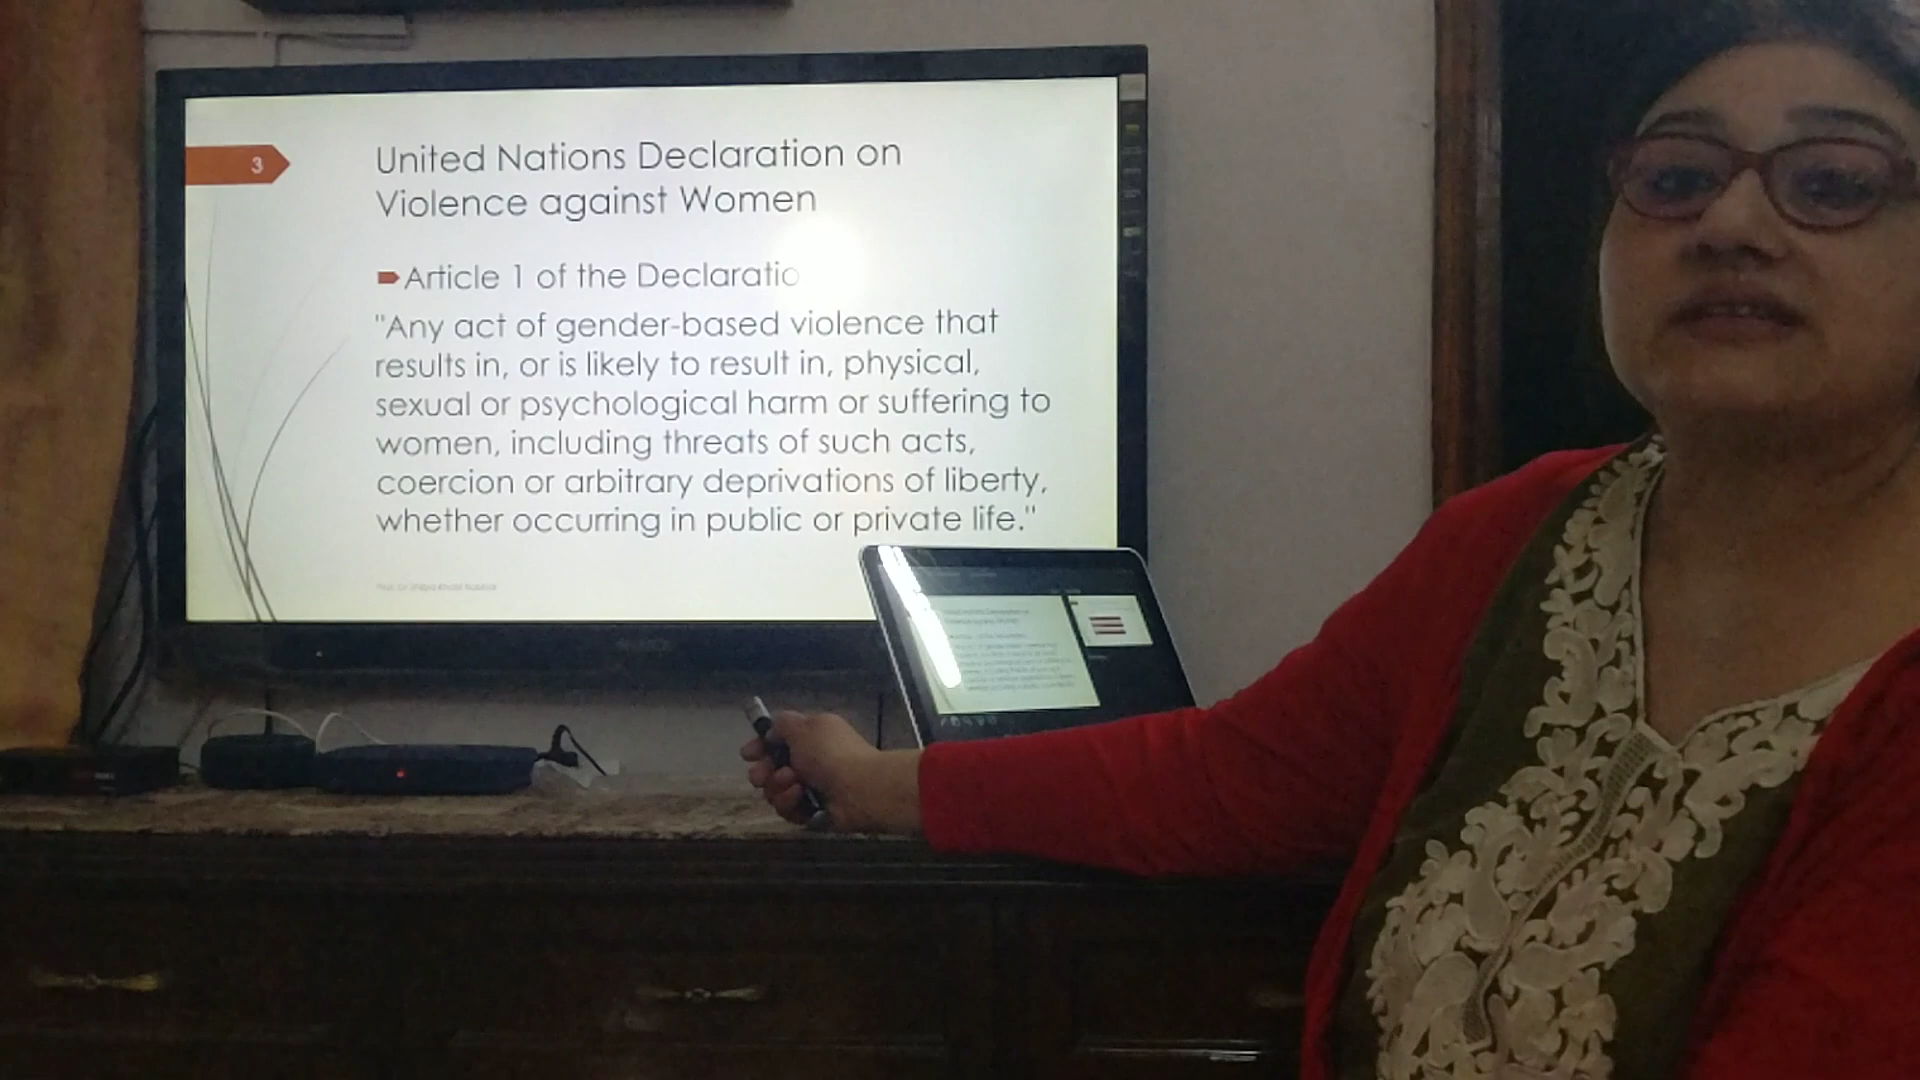 3
United Nations Declaration on
Violence against Women
Article 1 of the Declaratio
"Any act of gender-based violence that
results in, or is likely to result in, physical,
sexual or psychological harm or suffering to
women, including threats of such acts,
coercion or arbitrary deprivations of liberty,
whether occurring in public or private life."